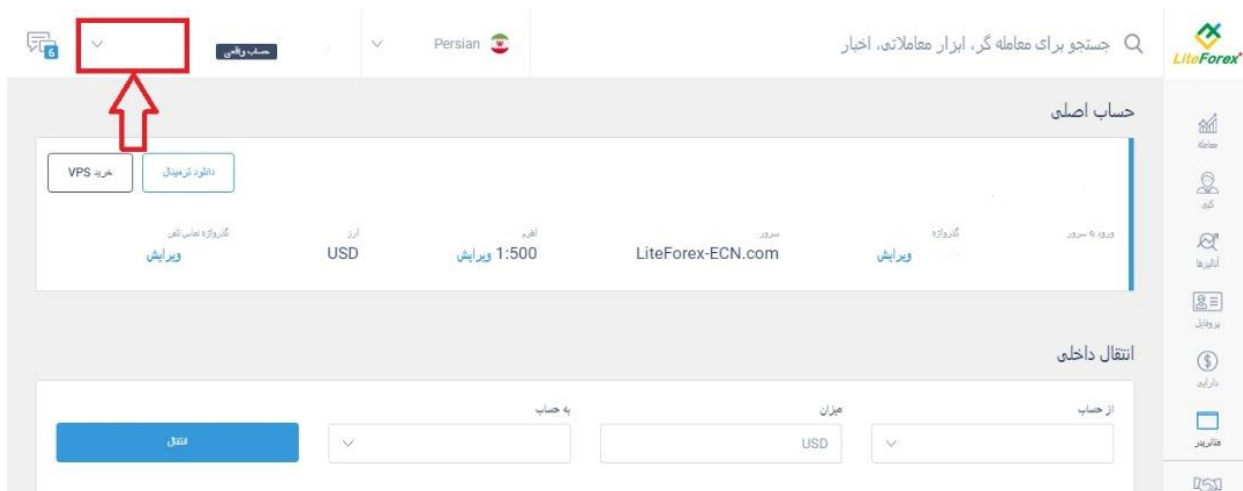 LiteForex
جستجو برای معامله گر، ابزار معاملاتی، اخبار
Persian
حساب واقعی
6
معامله
کپی
آنالیزها
پروفایل
دارایی
متاتریدر
حساب اصلی
دانلود ترمینال
خرید VPS
ورود به سرور
گذرواژه
ویرایش
سرور
LiteForex-ECN.com
اهرم
1:500 ویرایش
ارز
USD
گذرواژه تماس تلفن
ویرایش
انتقال داخلی
از حساب
میزان
USD
به حساب
انتقال